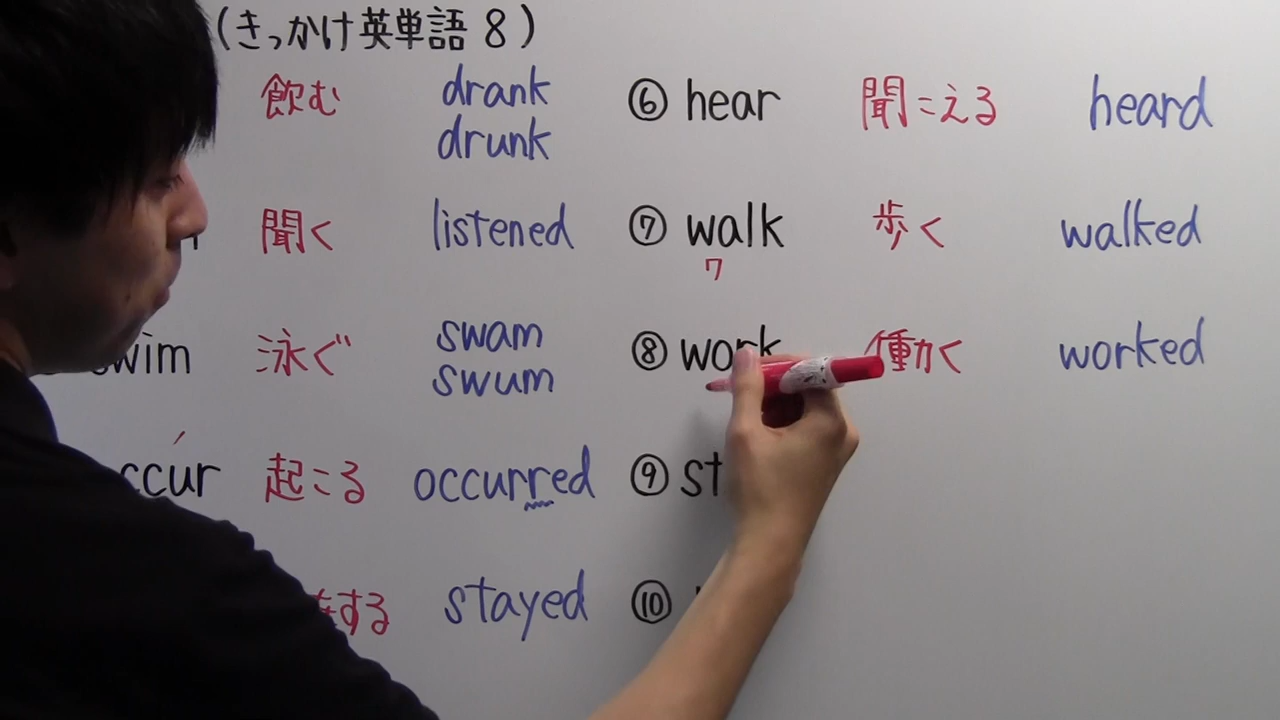 (きっかけ英単語 8)
飲む drank
drunk
聞く listened
swim 泳ぐ swam
swum
起こる occurred
する stayed
⑥ hear 聞こえる heard
⑦ walk 歩く walked
ㄱ
⑧ work 働く worked
⑨ st
⑩